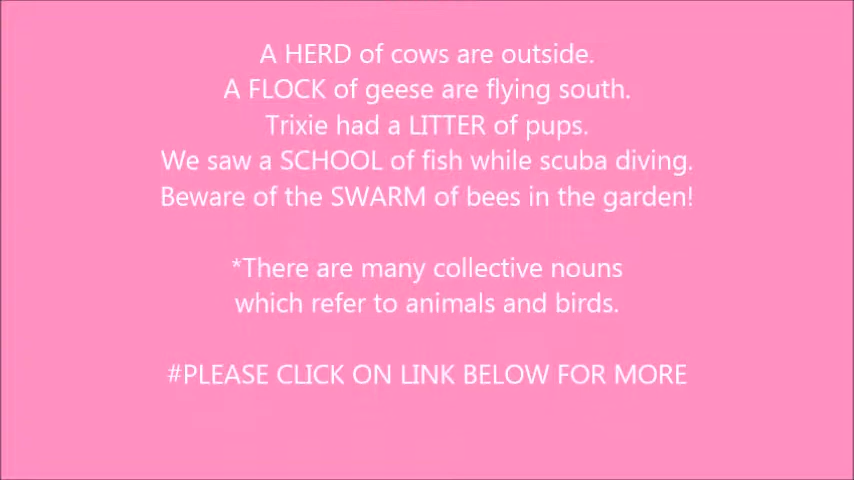 A HERD of cows are outside.
A FLOCK of geese are flying south.
Trixie had a LITTER of pups.
We saw a SCHOOL of fish while scuba diving.
Beware of the SWARM of bees in the garden!
*There are many collective nouns
which refer to animals and birds.
#PLEASE CLICK ON LINK BELOW FOR MORE